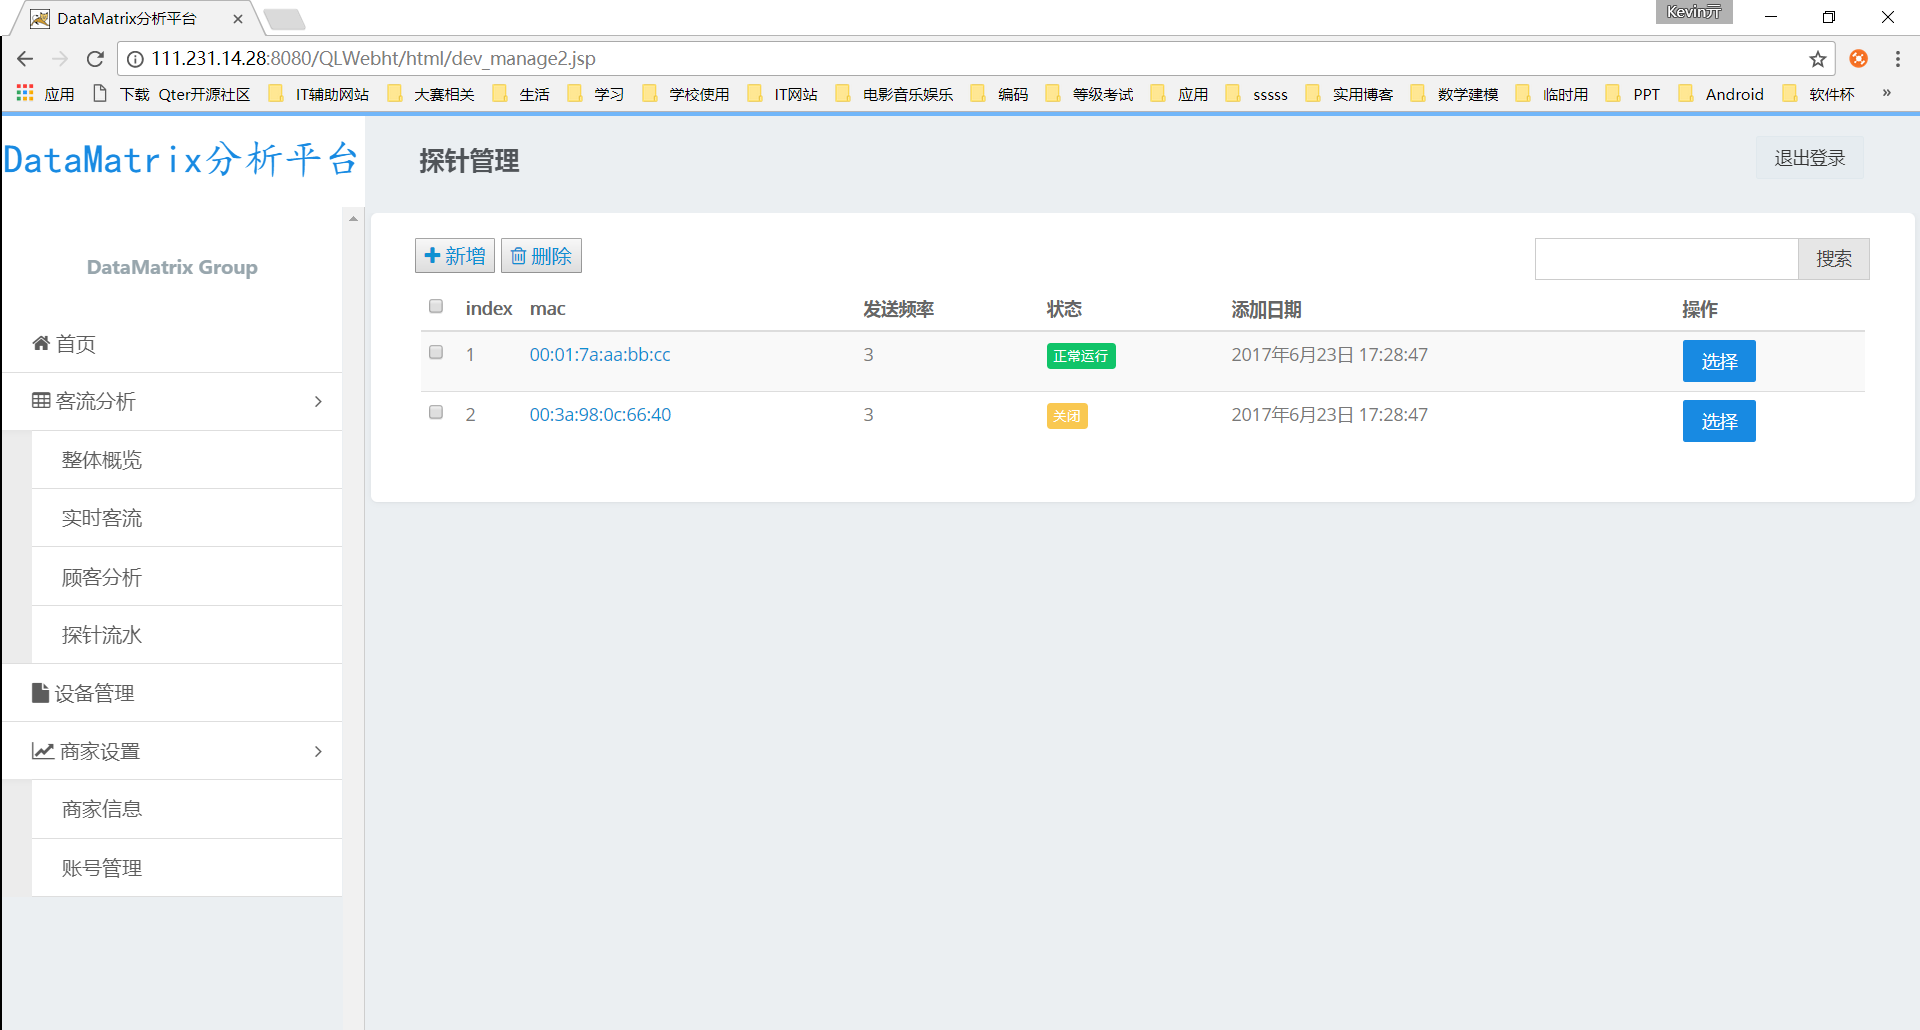 DataMatrix分析平台
Kevin亓
111.231.14.28:8080/QLWebht/html/dev_manage2.jsp
应用 下载 Qter开源社区 IT辅助网站 大赛相关 生活 学习 学校使用 IT网站 电影音乐娱乐 编码 等级考试 应用 sssss 实用博客 数学建模 临时用 PPT Android 软件杯 »
DataMatrix分析平台
探针管理
退出登录
DataMatrix Group
首页
客流分析
整体概览
实时客流
顾客分析
探针流水
设备管理
商家设置
商家信息
账号管理
新增 删除
搜索
index mac 发送频率 状态 添加日期 操作
1 00:01:7a:aa:bb:cc 3 正常运行 2017年6月23日 17:28:47 选择
2 00:3a:98:0c:66:40 3 关闭 2017年6月23日 17:28:47 选择